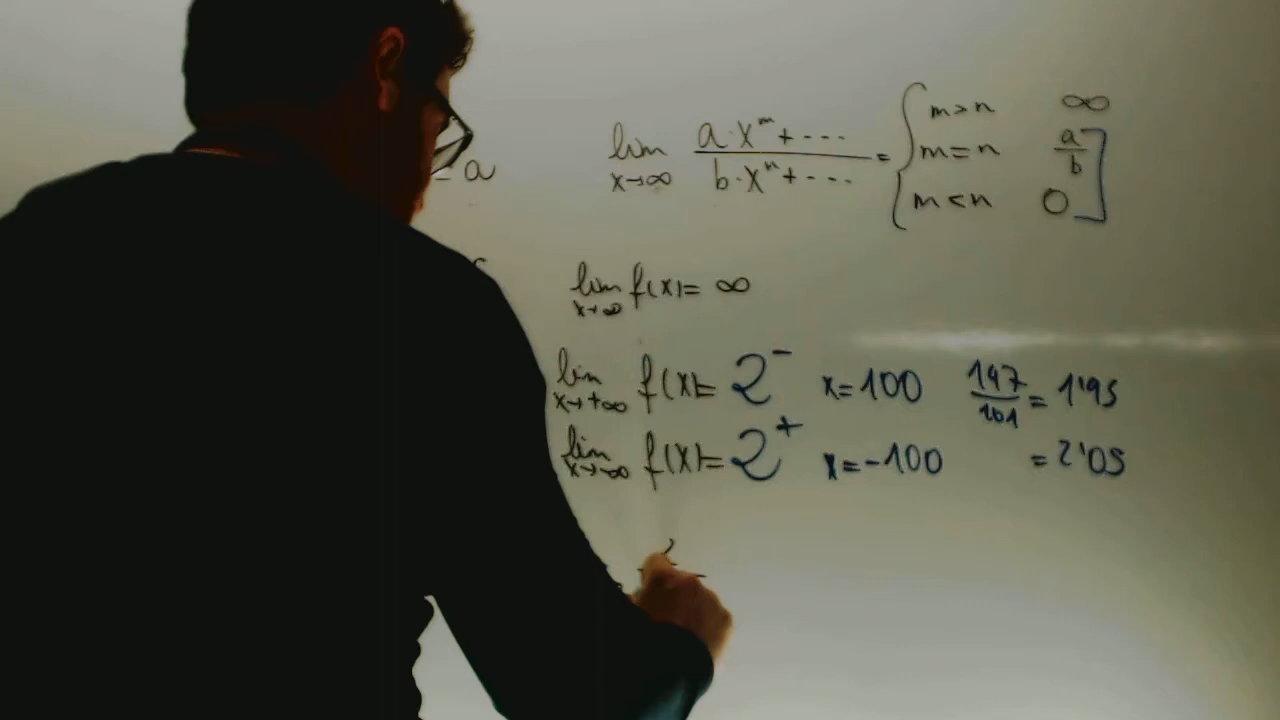 lim x→∞ a·x^m+---- / b·x^n+---- = { m>n ∞
m=n a/b ]
m<n 0
= a
lim x→∞ f(x)= ∞
lim x→+∞ f(x)= 2^- x=100 197/101 = 1'95
lim x→-∞ f(x)= 2^+ x=-100 = 2'05